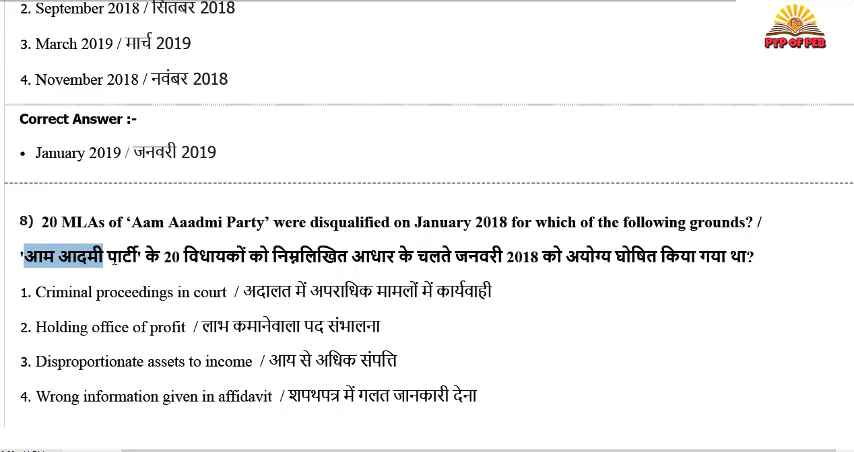 2. September 2018 / सितंबर 2018
PYP OF PEB
3. March 2019 / मार्च 2019
4. November 2018 / नवंबर 2018
Correct Answer :-
• January 2019 / जनवरी 2019
8) 20 MLAs of ‘Aam Aaadmi Party’ were disqualified on January 2018 for which of the following grounds? /
'आम आदमी पार्टी' के 20 विधायकों को निम्नलिखित आधार के चलते जनवरी 2018 को अयोग्य घोषित किया गया था?
1. Criminal proceedings in court / अदालत में अपराधिक मामलों में कार्यवाही
2. Holding office of profit / लाभ कमानेवाला पद संभालना
3. Disproportionate assets to income / आय से अधिक संपत्ति
4. Wrong information given in affidavit / शपथपत्र में गलत जानकारी देना